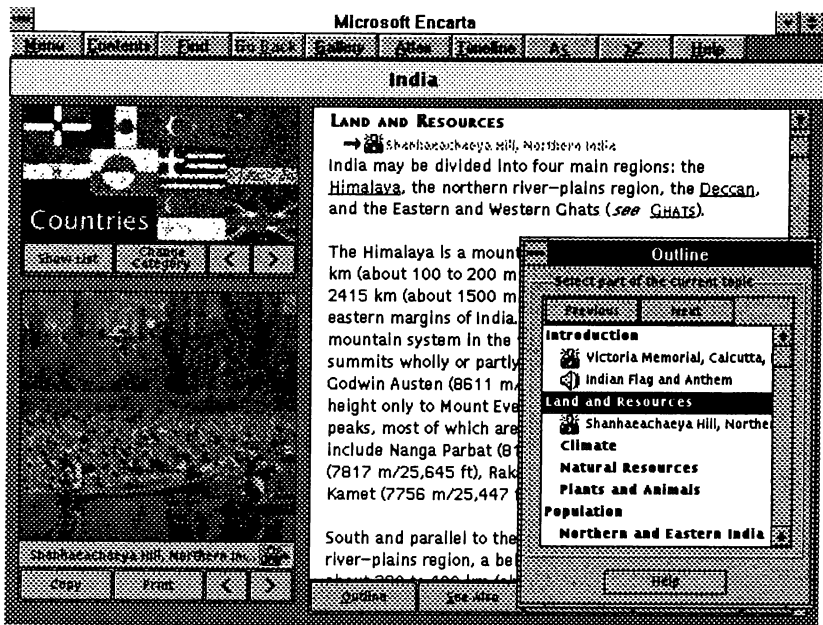 Microsoft Encarta
Menu Contents Find Go Back Gallery Atlas Timeline Help
India
Countries
Show List Change Category < >
Shanhaeachaeya Hill, Northern In
Copy Print < >
LAND AND RESOURCES
Shanhaeachaeya Hill, Northern India
India may be divided into four main regions: the
Himalaya, the northern river-plains region, the Deccan,
and the Eastern and Western Ghats (see GHATS).
The Himalaya is a mount
km (about 100 to 200 m
2415 km (about 1500 m
eastern margins of India.
mountain system in the
summits wholly or partly
Godwin Austen (8611 m/
height only to Mount Eve
peaks, most of which are
include Nanga Parbat (81
(7817 m/25,645 ft), Rak
Kamet (7756 m/25,447
South and parallel to the
river-plains region, a bel
Outline See Also
Outline
Select part of the current topic
Previous Next
Introduction
Victoria Memorial, Calcutta,
Indian Flag and Anthem
Land and Resources
Shanhaeachaeya Hill, Northe
Climate
Natural Resources
Plants and Animals
Population
Northern and Eastern India
Help